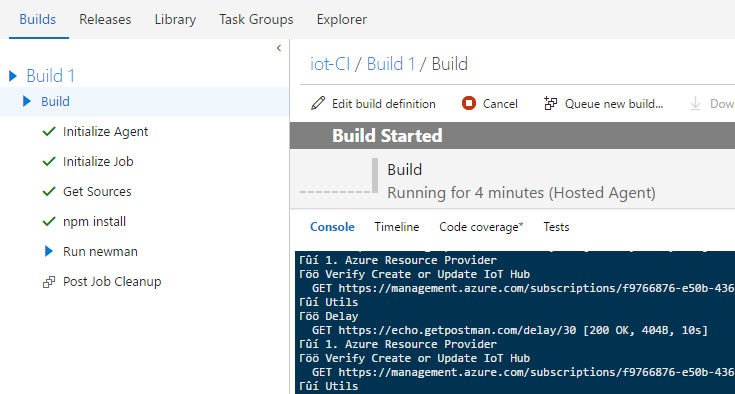 Builds Releases Library Task Groups Explorer
Build 1
Build
Initialize Agent
Initialize Job
Get Sources
npm install
Run newman
Post Job Cleanup
iot-CI / Build 1 / Build
Edit build definition Cancel Queue new build... Dow
Build Started
Build
Running for 4 minutes (Hosted Agent)
Console Timeline Code coverage* Tests
Γûí 1. Azure Resource Provider
Γöö Verify Create or Update IoT Hub
GET https://management.azure.com/subscriptions/f9766876-e50b-436
Γûí Utils
Γöö Delay
GET https://echo.getpostman.com/delay/30 [200 OK, 404B, 10s]
Γûí 1. Azure Resource Provider
Γöö Verify Create or Update IoT Hub
GET https://management.azure.com/subscriptions/f9766876-e50b-436
Γûí Utils